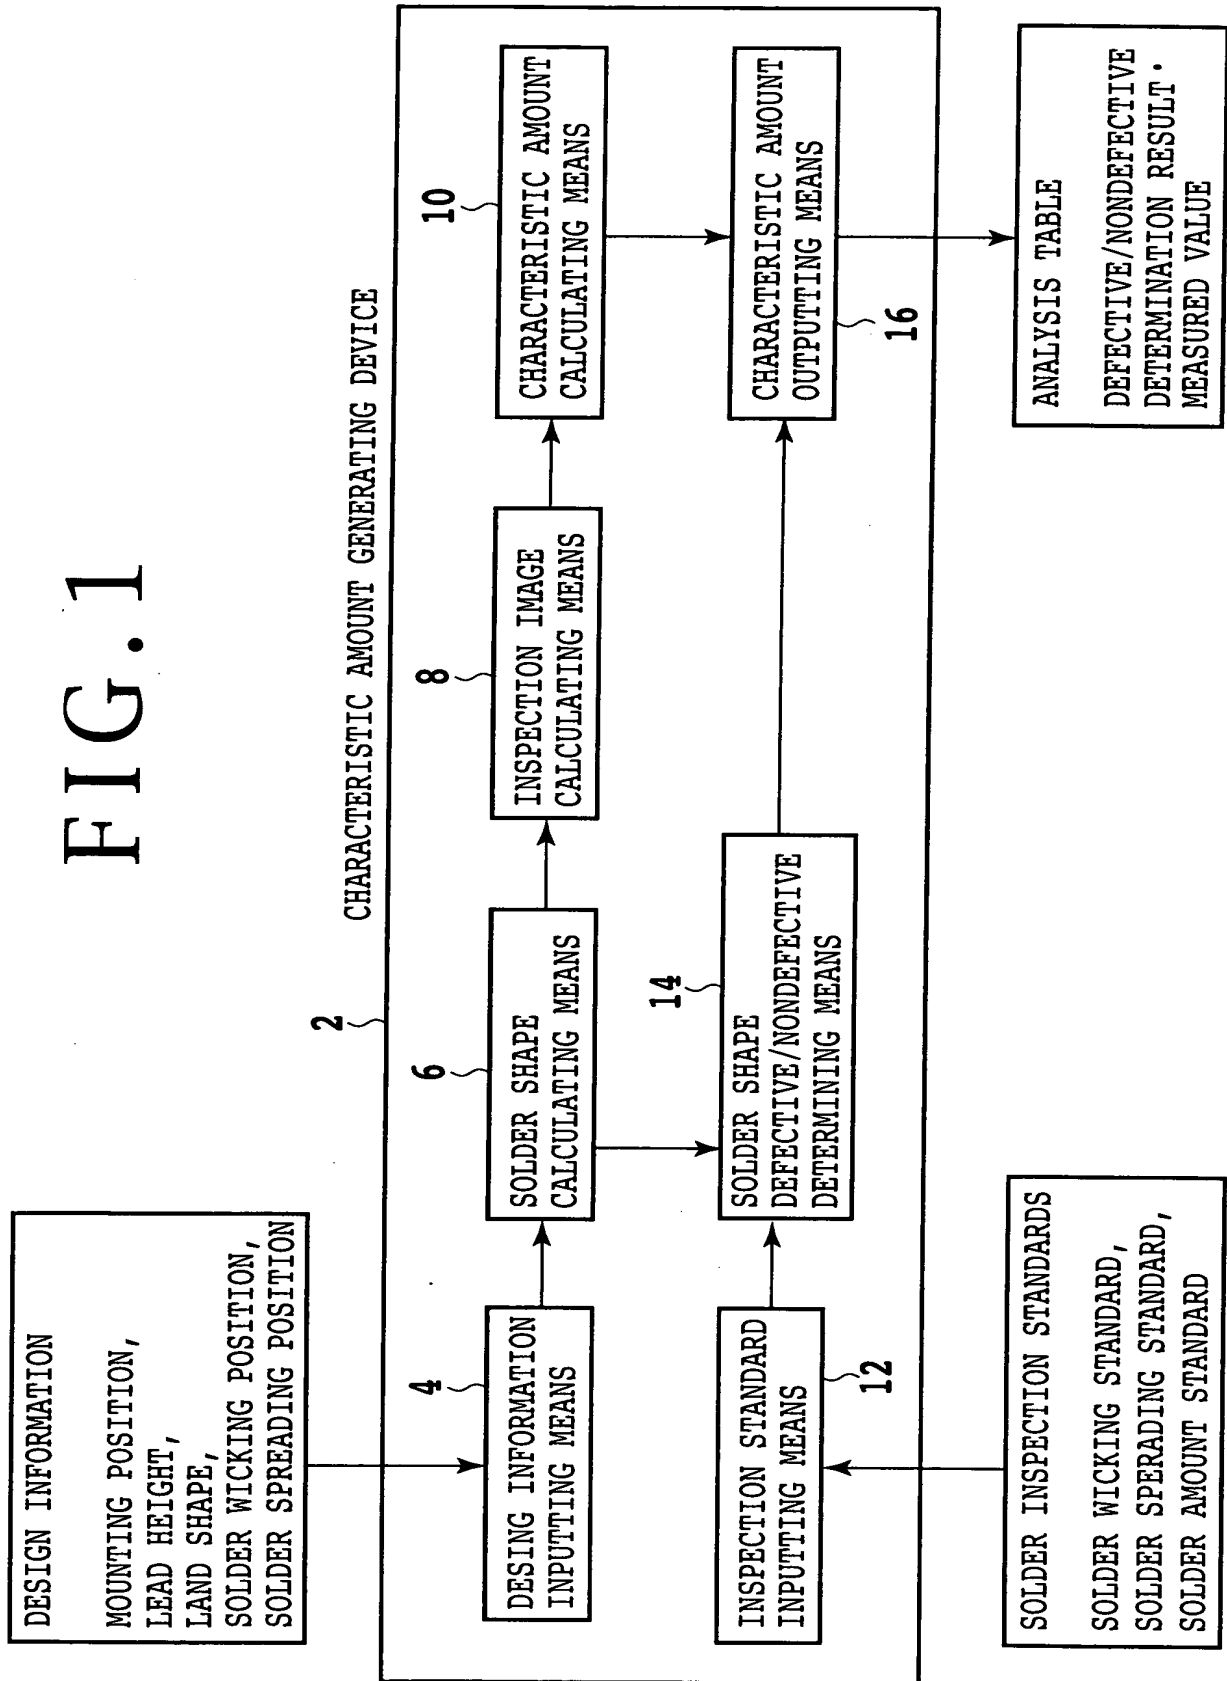 FIG.1
DESIGN INFORMATION
MOUNTING POSITION,
LEAD HEIGHT,
LAND SHAPE,
SOLDER WICKING POSITION,
SOLDER SPREADING POSITION
2
CHARACTERISTIC AMOUNT GENERATING DEVICE
4
DESING INFORMATION
INPUTTING MEANS
6
SOLDER SHAPE
CALCULATING MEANS
8
INSPECTION IMAGE
CALCULATING MEANS
10
CHARACTERISTIC AMOUNT
CALCULATING MEANS
INSPECTION STANDARD
INPUTTING MEANS
12
14
SOLDER SHAPE
DEFECTIVE/NONDEFECTIVE
DETERMINING MEANS
CHARACTERISTIC AMOUNT
OUTPUTTING MEANS
16
SOLDER INSPECTION STANDARDS
SOLDER WICKING STANDARD,
SOLDER SPERADING STANDARD,
SOLDER AMOUNT STANDARD
ANALYSIS TABLE
DEFECTIVE/NONDEFECTIVE
DETERMINATION RESULT·
MEASURED VALUE